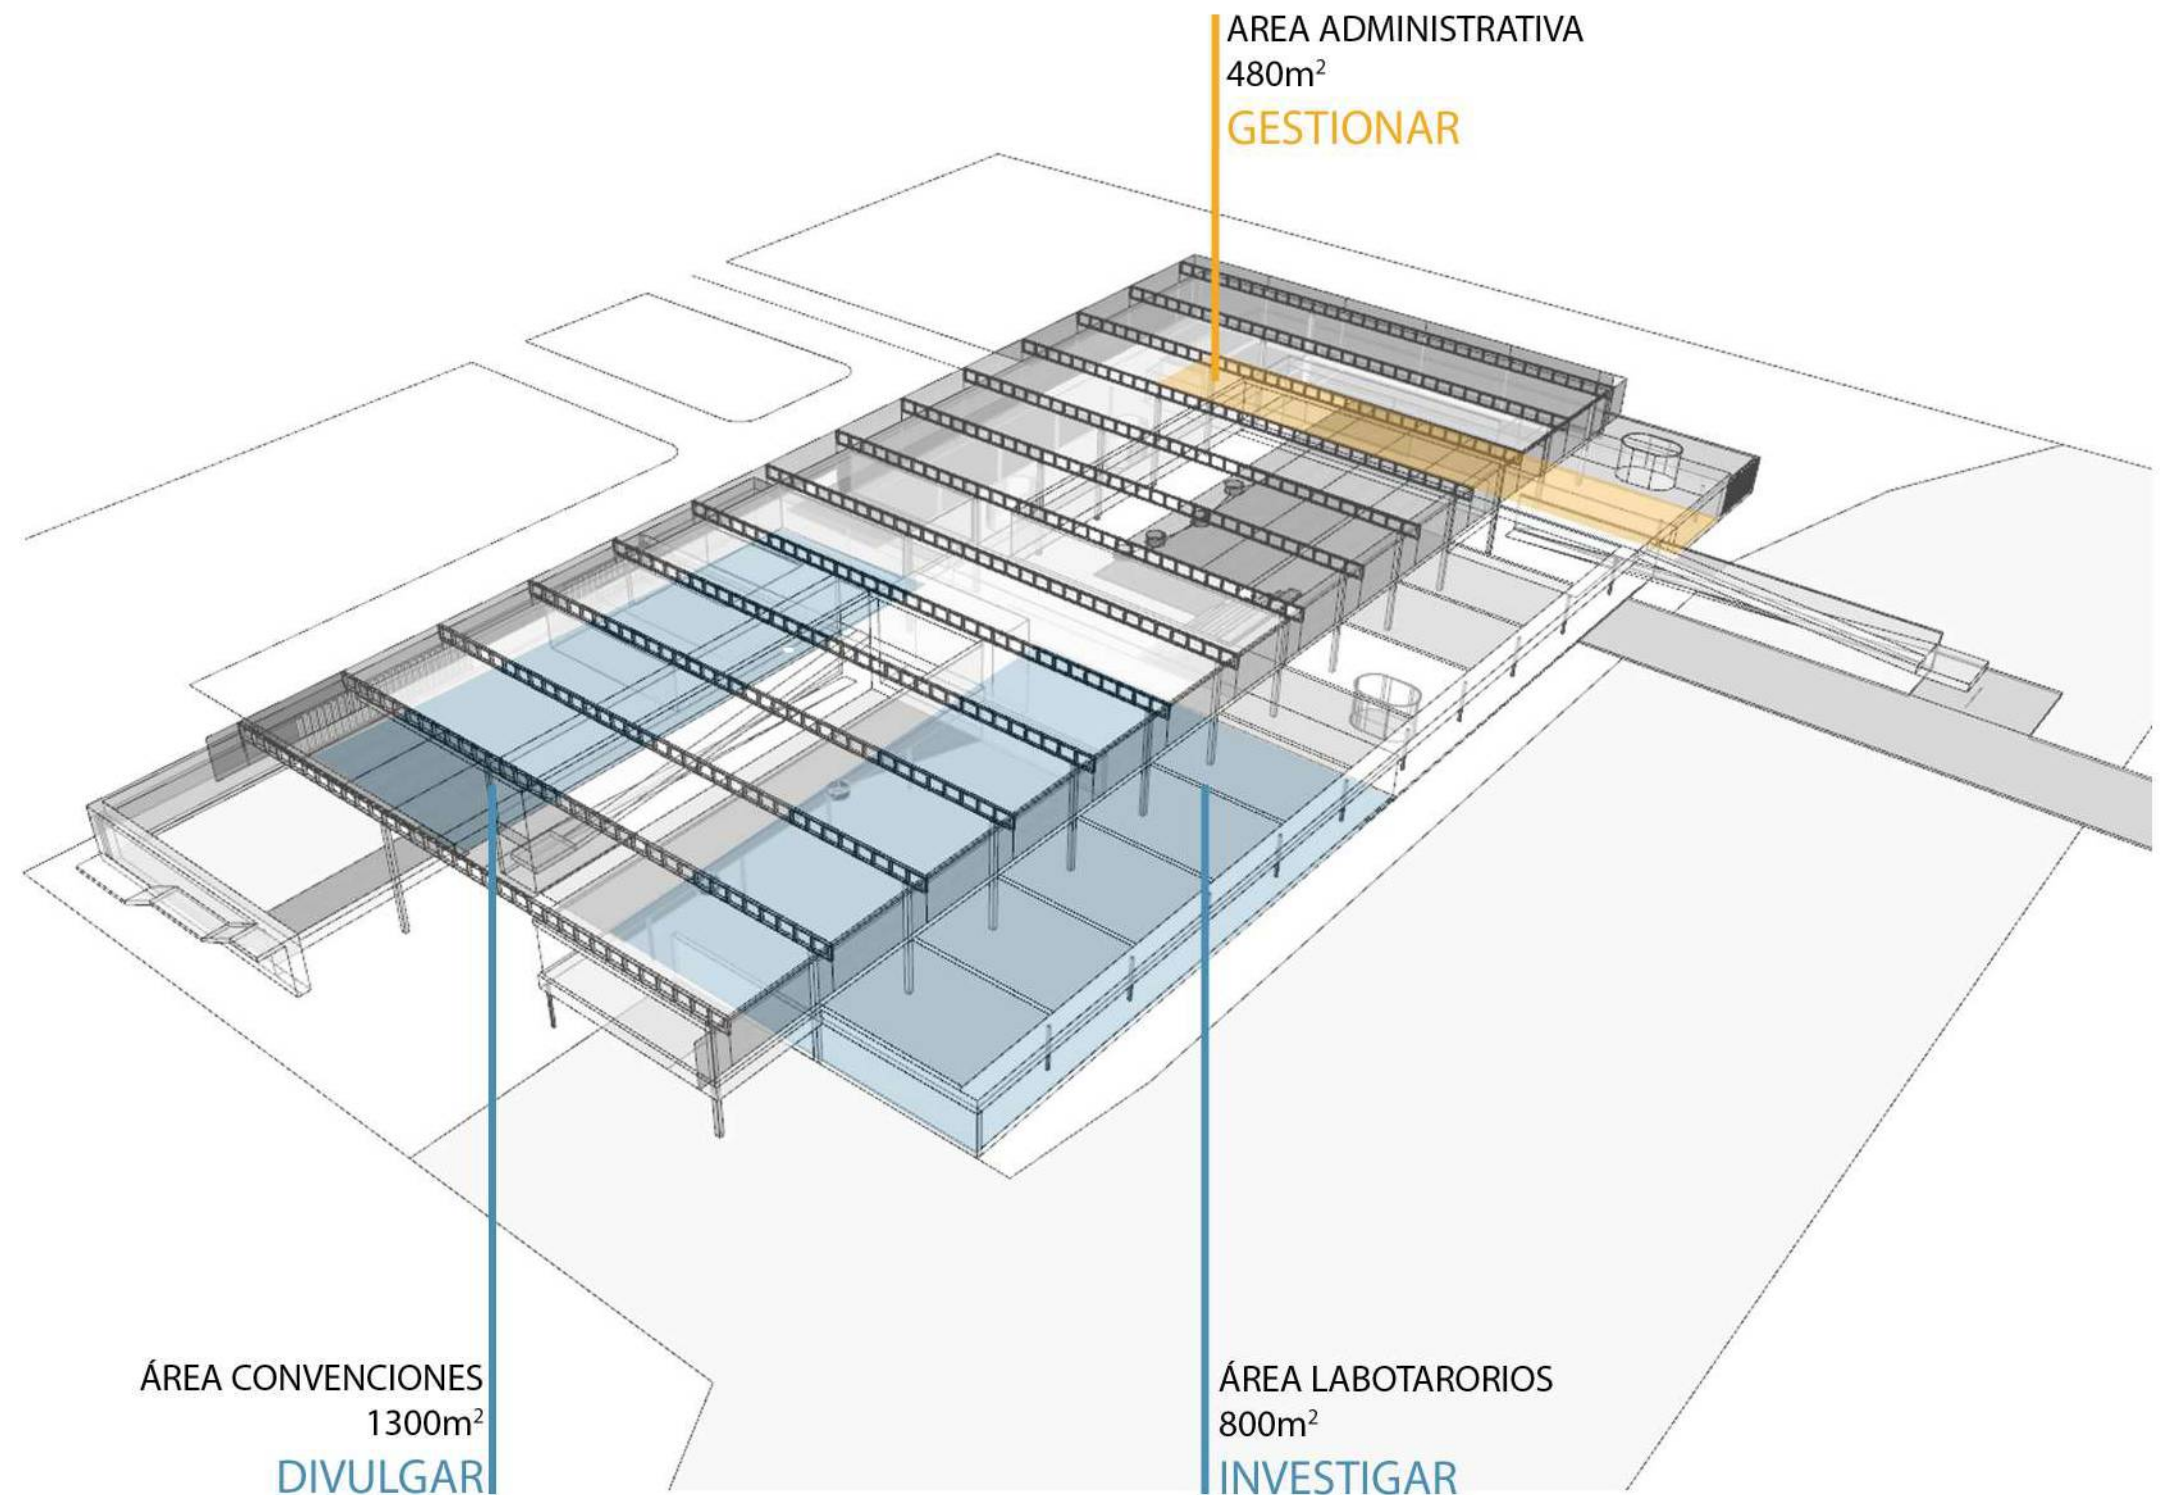 AREA ADMINISTRATIVA
480m²
GESTIONAR
ÁREA CONVENCIONES
1300m²
DIVULGAR
ÁREA LABOTARORIOS
800m²
INVESTIGAR